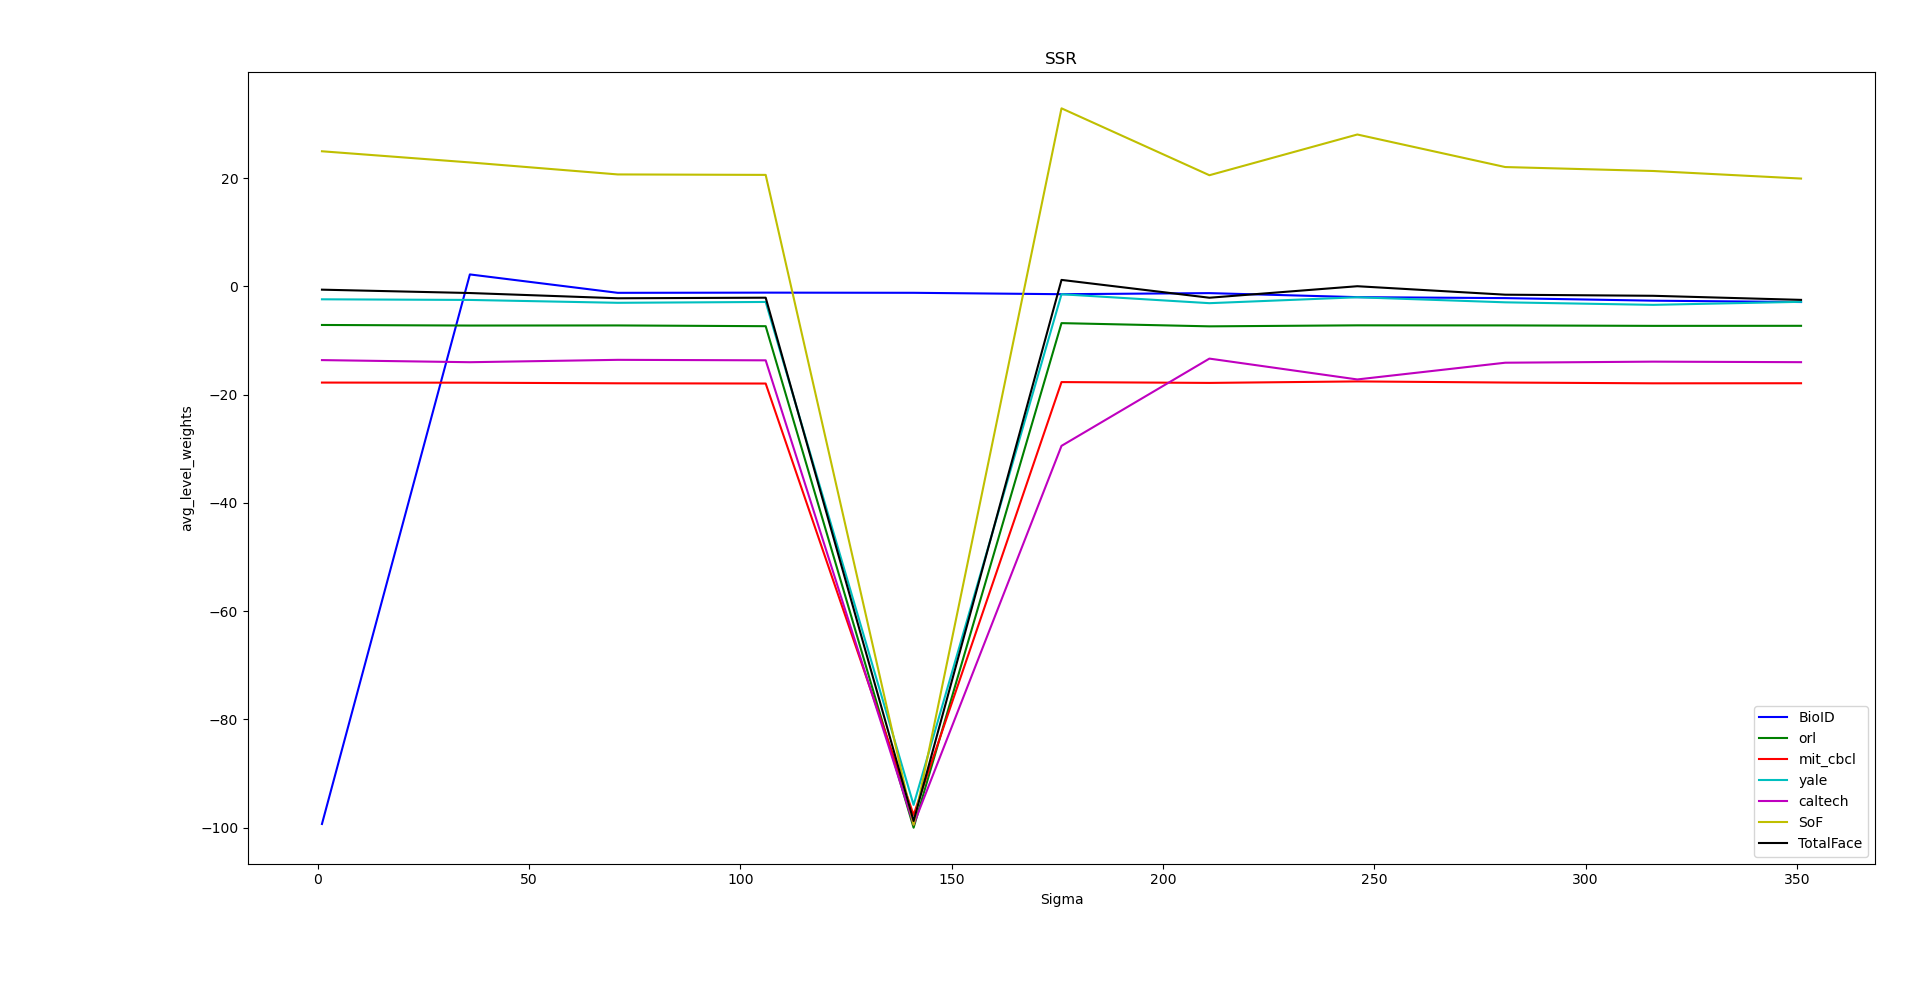 SSR
20
0
−20
−40
−60
−80
−100
avg_level_weights
0 50 100 150 200 250 300 350
Sigma
BioID
orl
mit_cbcl
yale
caltech
SoF
TotalFace